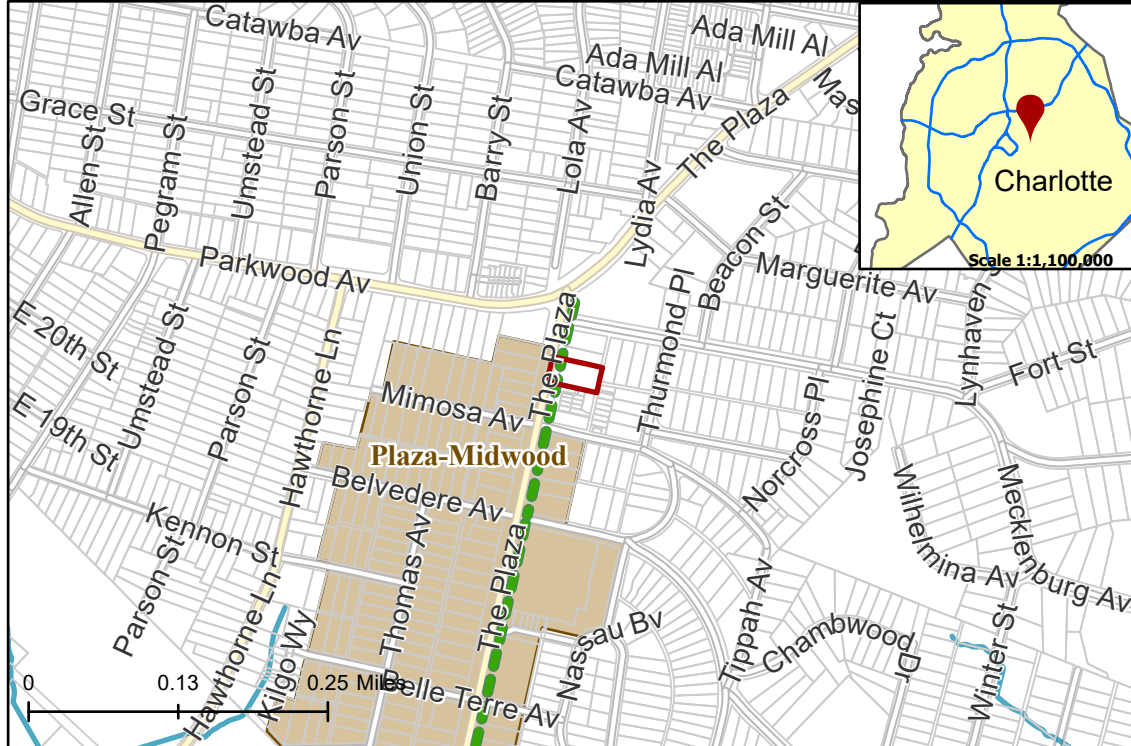 Catawba Av
Ada Mill Al
Ada Mill Al
Catawba Av
Mas
Grace St
Allen St
Pegram St
Umstead St
Parson St
Union St
Barry St
Lola Av
Lydia Av
The Plaza
Charlotte
Scale 1:1,100,000
Parkwood Av
Beacon St
Marguerite Av
Thurmond Pl
The Plaza
E 20th St
E 19th St
Umstead St
Parson St
Hawthorne Ln
Mimosa Av
Plaza-Midwood
Belvedere Av
Norcross Pl
Josephine Ct
Lynhaven S
Fort St
Wilhelmina Av
Mecklenburg Av
Kennon St
Parson St
Thomas Av
The Plaza
Hawthorne Ln
Kilgo Wy
Belle Terre Av
Nassau Bv
Tippah Av
Chambwood Dr
Winter St
0
0.13
0.25 Miles